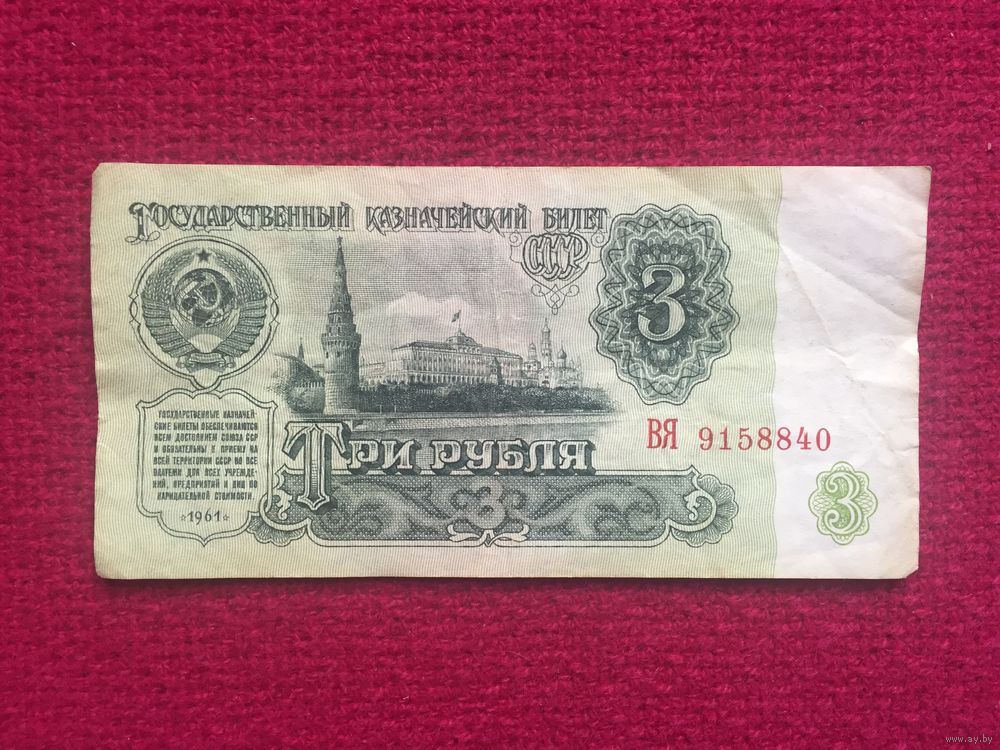 ГОСУДАРСТВЕННЫЙ КАЗНАЧЕЙСКИЙ БИЛЕТ
СССР
3
ГОСУДАРСТВЕННЫЕ КАЗНАЧЕЙ-
СКИЕ БИЛЕТЫ ОБЕСПЕЧИВАЮТСЯ
ВСЕМ ДОСТОЯНИЕМ СОЮЗА ССР
И ОБЯЗАТЕЛЬНЫ К ПРИЕМУ НА
ВСЕЙ ТЕРРИТОРИИ СССР ВО ВСЕ
ПЛАТЕЖИ ДЛЯ ВСЕХ УЧРЕЖДЕ-
НИЙ, ПРЕДПРИЯТИЙ И ЛИЦ ПО
НАРИЦАТЕЛЬНОЙ СТОИМОСТИ.
1961
ТРИ РУБЛЯ
3
ВЯ 9158840
3
www.ay.by